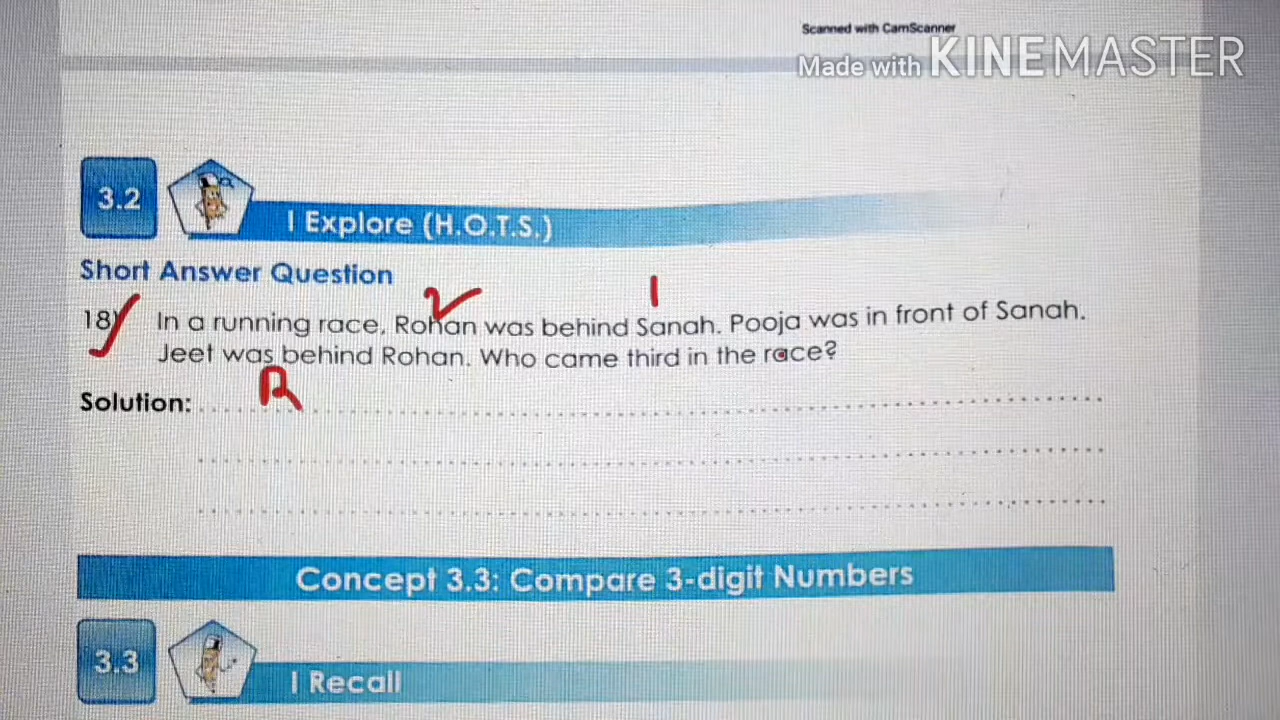 Scanned with CamScanner
Made with KINEMASTER
3.2
I Explore (H.O.T.S.)
Short Answer Question
2 1
18) In a running race, Rohan was behind Sanah. Pooja was in front of Sanah.
Jeet was behind Rohan. Who came third in the race?
R
Solution:
Concept 3.3: Compare 3-digit Numbers
3.3
I Recall